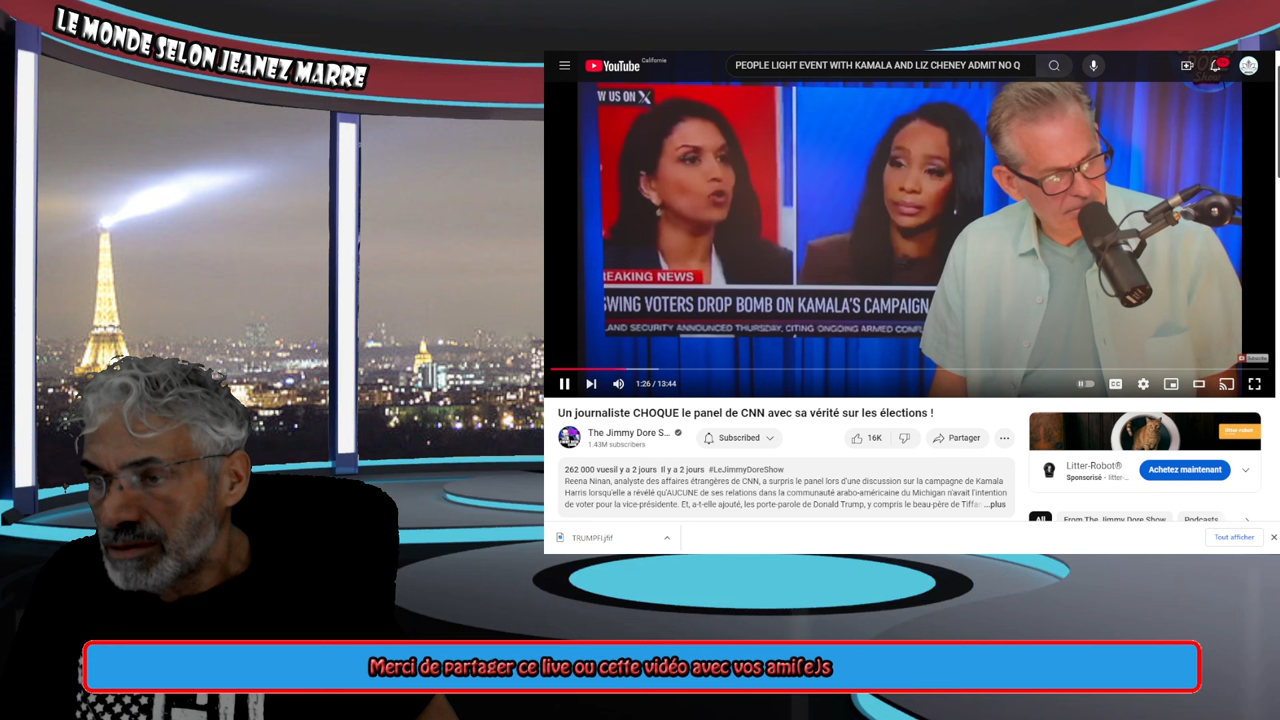 LE MONDE SELON JEANEZ MARRE
YouTube
Californie
PEOPLE LIGHT EVENT WITH KAMALA AND LIZ CHENEY ADMIT NO Q
Show
W US ON X
REAKING NEWS
SWING VOTERS DROP BOMB ON KAMALA'S CAMPAIGN
LAND SECURITY ANNOUNCED THURSDAY, CITING ONGOING ARMED CONFL
Subscribe
1:26 / 13:44
CC
Un journaliste CHOQUE le panel de CNN avec sa vérité sur les élections !
The Jimmy Dore S...
1.43M subscribers
Subscribed
16K
Partager
262 000 vuesil y a 2 jours Il y a 2 jours #LeJimmyDoreShow
Reena Ninan, analyste des affaires étrangères de CNN, a surpris le panel lors d'une discussion sur la campagne de Kamala
Harris lorsqu'elle a révélé qu'AUCUNE de ses relations dans la communauté arabo-américaine du Michigan n'avait l'intention
de voter pour la vice-présidente. Et, a-t-elle ajouté, les porte-parole de Donald Trump, y compris le beau-père de Tiffan ...plus
litter-robot
Litter-Robot®
Sponsorisé · litter-...
Achetez maintenant
All
From The Jimmy Dore Show
Podcasts
TRUMPFI.jfif
Tout afficher
Merci de partager ce live ou cette vidéo avec vos ami(e)s